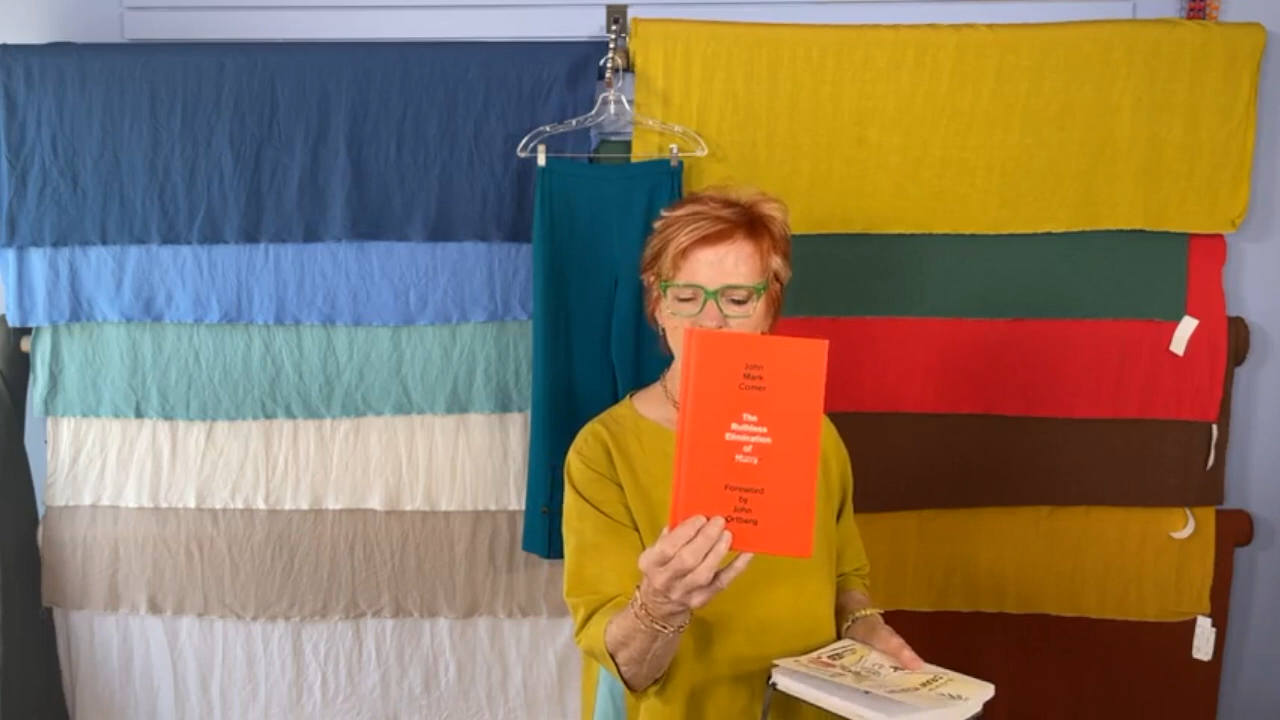 John
Mark
Comer
The
Ruthless
Elimination
of
Hurry
Foreword
by
John
Ortberg